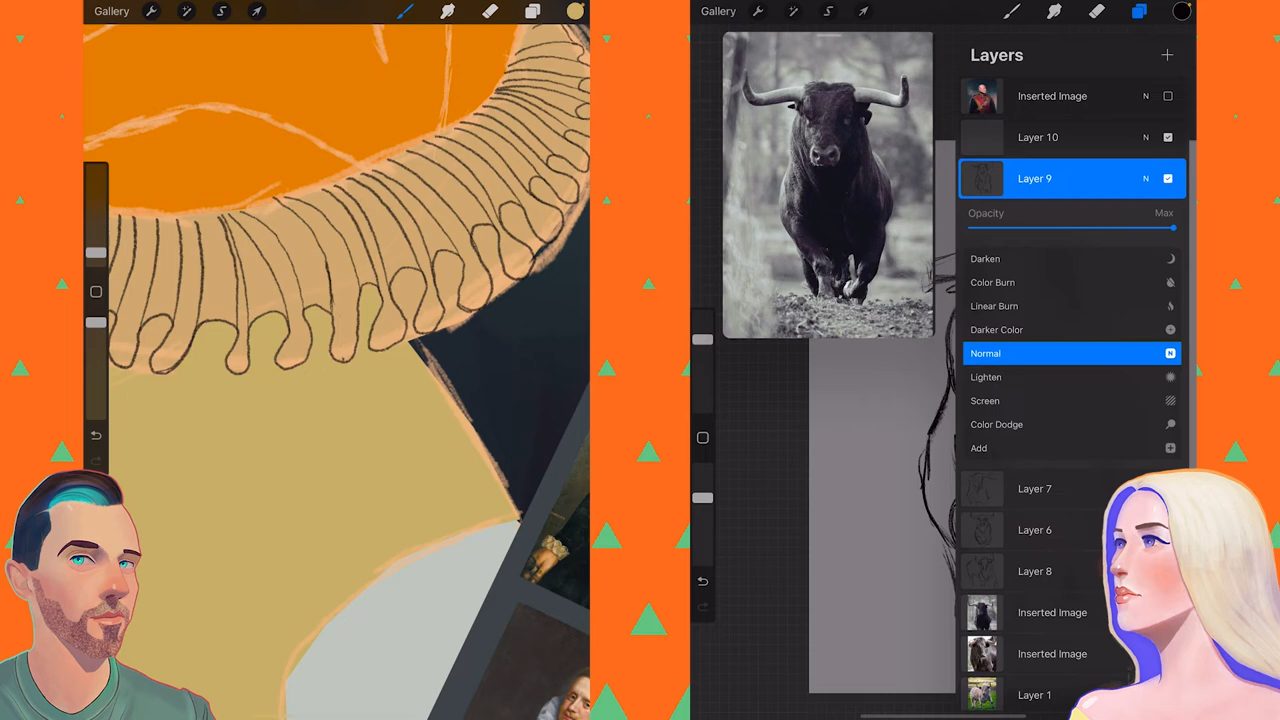 Gallery
Gallery
Layers
Inserted Image N
Layer 10 N
Layer 9 N
Opacity Max
Darken
Color Burn
Linear Burn
Darker Color
Normal N
Lighten
Screen
Color Dodge
Add
Layer 7
Layer 6
Layer 8
Inserted Image
Inserted Image
Layer 1